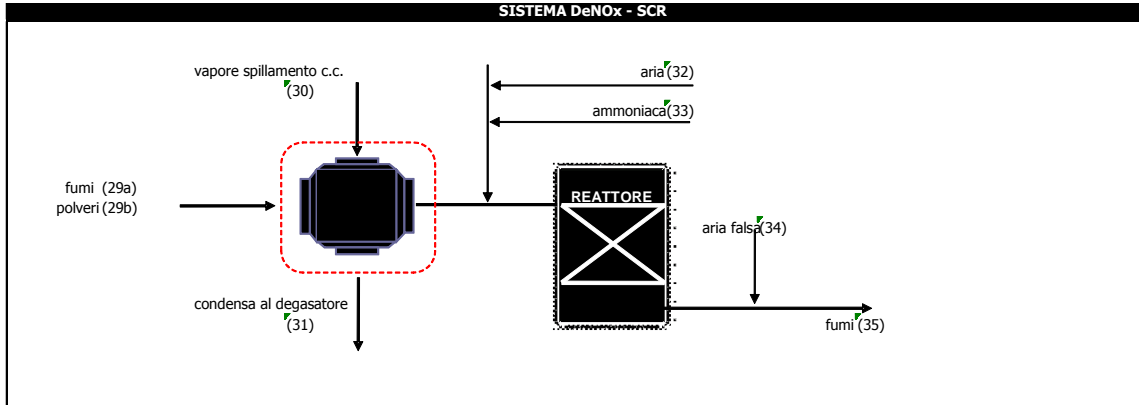 SISTEMA DeNOx - SCR
vapore spillamento c.c.
(30)
aria (32)
ammoniaca (33)
fumi (29a)
polveri (29b)
REATTORE
aria falsa (34)
condensa al degasatore
(31)
fumi (35)